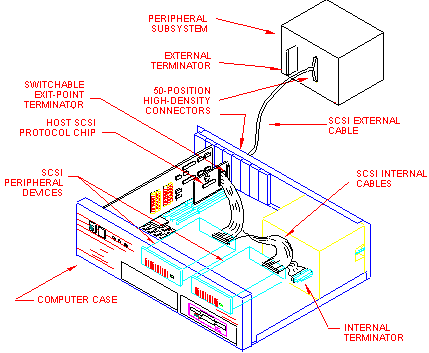 PERIPHERAL
SUBSYSTEM
EXTERNAL
TERMINATOR
SWITCHABLE
EXIT-POINT
TERMINATOR
50-POSITION
HIGH-DENSITY
CONNECTORS
HOST SCSI
PROTOCOL CHIP
SCSI EXTERNAL
CABLE
SCSI
PERIPHERAL
DEVICES
SCSI INTERNAL
CABLES
COMPUTER CASE
INTERNAL
TERMINATOR